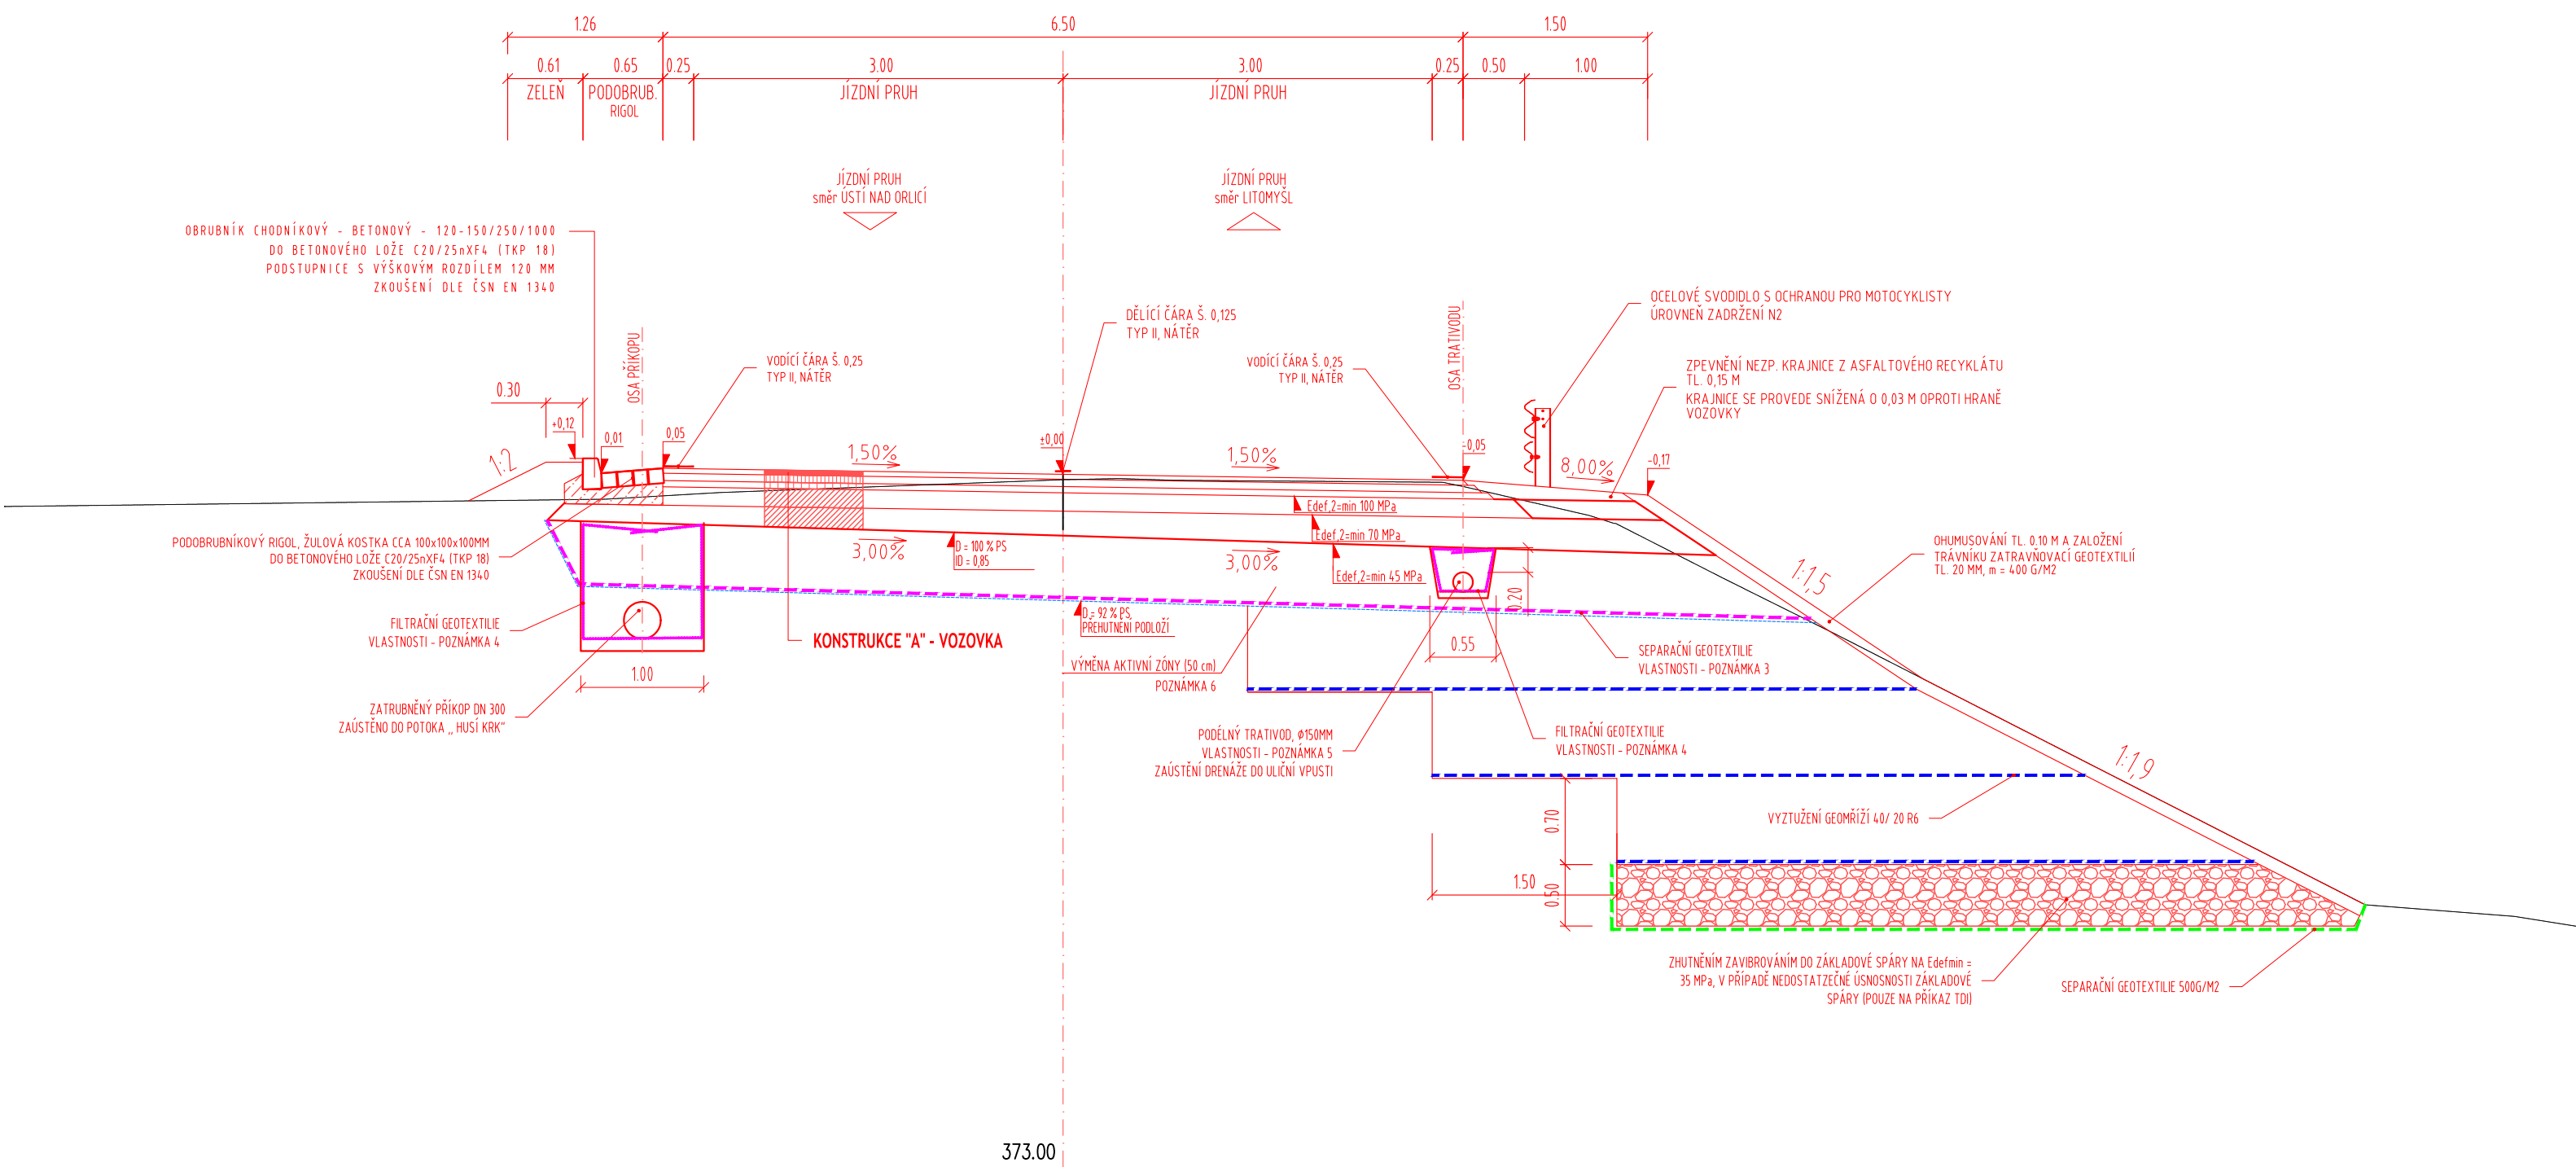 1.26
6.50
1.50
0.61
0.65
0.25
3.00
3.00
0.25
0.50
1.00
ZELEŇ
PODOBRUB.
RIGOL
JÍZDNÍ PRUH
JÍZDNÍ PRUH
JÍZDNÍ PRUH
směr ÚSTÍ NAD ORLICÍ
JÍZDNÍ PRUH
směr LITOMYŠL
OBRUBNÍK CHODNÍKOVÝ - BETONOVÝ - 120-150/250/1000
DO BETONOVÉHO LOŽE C20/25nXF4 (TKP 18)
PODSTUPNICE S VÝŠKOVÝM ROZDÍLEM 120 MM
ZKOUŠENÍ DLE ČSN EN 1340
OSA PŘÍKOPU
VODÍCÍ ČÁRA Š. 0,25
TYP II, NÁTĚR
DĚLÍCÍ ČÁRA Š. 0,125
TYP II, NÁTĚR
VODÍCÍ ČÁRA Š. 0,25
TYP II, NÁTĚR
OSA TRATIVODU
OCELOVÉ SVODIDLO S OCHRANOU PRO MOTOCYKLISTY
ÚROVNEŇ ZADRŽENÍ N2
ZPEVNĚNÍ NEZP. KRAJNICE Z ASFALTOVÉHO RECYKLÁTU
TL. 0,15 M
KRAJNICE SE PROVEDE SNÍŽENÁ O 0,03 M OPROTI HRANĚ
VOZOVKY
0.30
+0,12
0,01
0,05
±0,00
-0,05
-0,17
1:2
1,50%
1,50%
8,00%
Edef,2=min 100 MPa
Edef,2=min 70 MPa
Edef,2=min 45 MPa
3,00%
3,00%
D = 100 % PS
ID = 0,85
D = 92 % PS,
PŘEHUTNĚNÍ PODLOŽÍ
PODOBRUBNÍKOVÝ RIGOL, ŽULOVÁ KOSTKA CCA 100x100x100MM
DO BETONOVÉHO LOŽE C20/25nXF4 (TKP 18)
ZKOUŠENÍ DLE ČSN EN 1340
FILTRAČNÍ GEOTEXTILIE
VLASTNOSTI - POZNÁMKA 4
1.00
ZATRUBNĚNÝ PŘÍKOP DN 300
ZAÚSTĚNO DO POTOKA „ HUSÍ KRK"
KONSTRUKCE "A" - VOZOVKA
VÝMĚNA AKTIVNÍ ZÓNY (50 cm)
POZNÁMKA 6
0.20
0.55
1:1,5
OHUMUSOVÁNÍ TL. 0.10 M A ZALOŽENÍ
TRÁVNÍKU ZATRAVŇOVACÍ GEOTEXTILIÍ
TL. 20 MM, m = 400 G/M2
SEPARAČNÍ GEOTEXTILIE
VLASTNOSTI - POZNÁMKA 3
PODÉLNÝ TRATIVOD, φ150MM
VLASTNOSTI - POZNÁMKA 5
ZAÚSTĚNÍ DRENÁŽE DO ULIČNÍ VPUSTI
FILTRAČNÍ GEOTEXTILIE
VLASTNOSTI - POZNÁMKA 4
1:1,9
VYZTUŽENÍ GEOMŘÍŽÍ 40/ 20 R6
0.70
0.50
1.50
ZHUTNĚNÍM ZAVIBROVÁNÍM DO ZÁKLADOVÉ SPÁRY NA Edefmin =
35 MPa, V PŘÍPADĚ NEDOSTATZEČNÉ ÚSNOSNOSTI ZÁKLADOVÉ
SPÁRY (POUZE NA PŘÍKAZ TDI)
SEPARAČNÍ GEOTEXTILIE 500G/M2
373.00